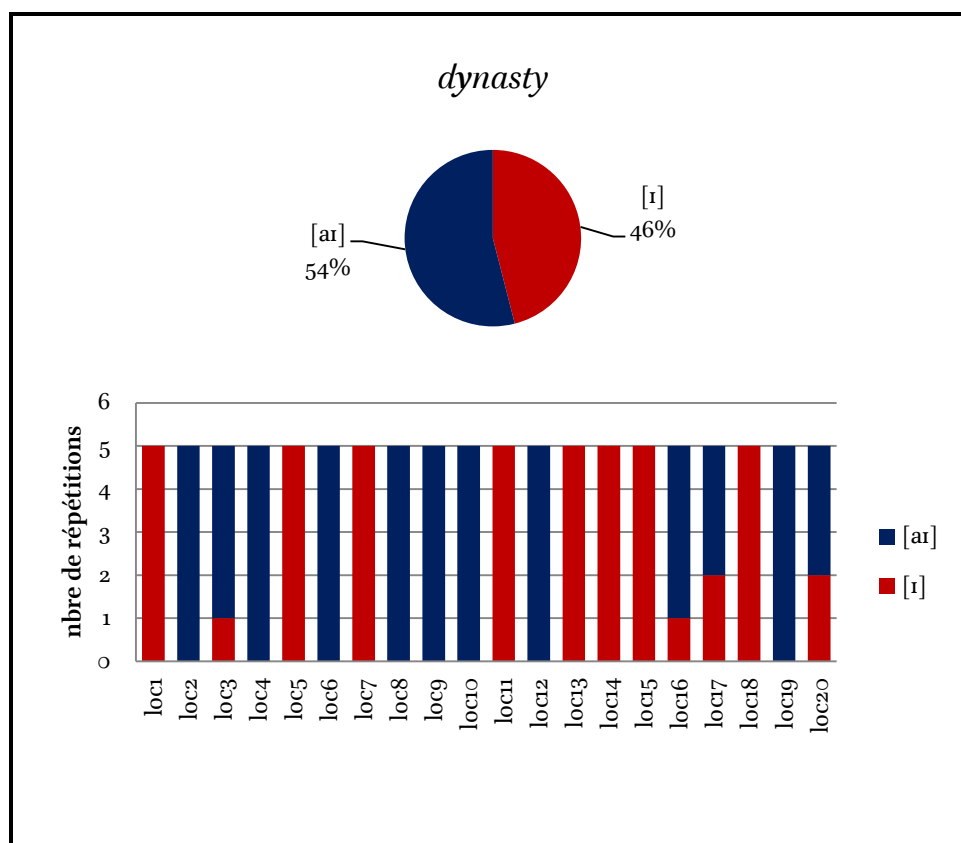 dynasty
[ɪ]
46%
[aɪ]
54%
nbre de répétitions
6
5
4
3
2
1
0
loc1
loc2
loc3
loc4
loc5
loc6
loc7
loc8
loc9
loc10
loc11
loc12
loc13
loc14
loc15
loc16
loc17
loc18
loc19
loc20
[aɪ]
[ɪ]